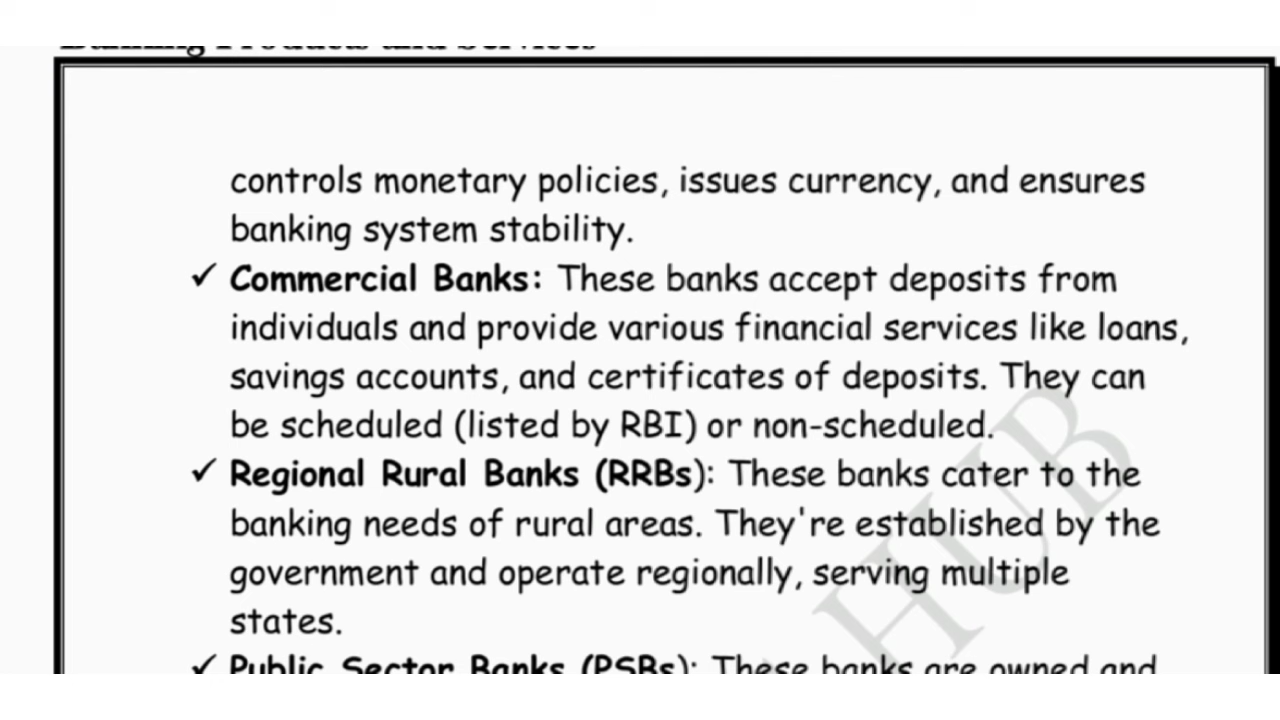 Banking Products and Services
controls monetary policies, issues currency, and ensures
banking system stability.
✓ Commercial Banks: These banks accept deposits from
individuals and provide various financial services like loans,
savings accounts, and certificates of deposits. They can
be scheduled (listed by RBI) or non-scheduled.
✓ Regional Rural Banks (RRBs): These banks cater to the
banking needs of rural areas. They're established by the
government and operate regionally, serving multiple
states.
✓ Public Sector Banks (PSBs): These banks are owned and
HUB